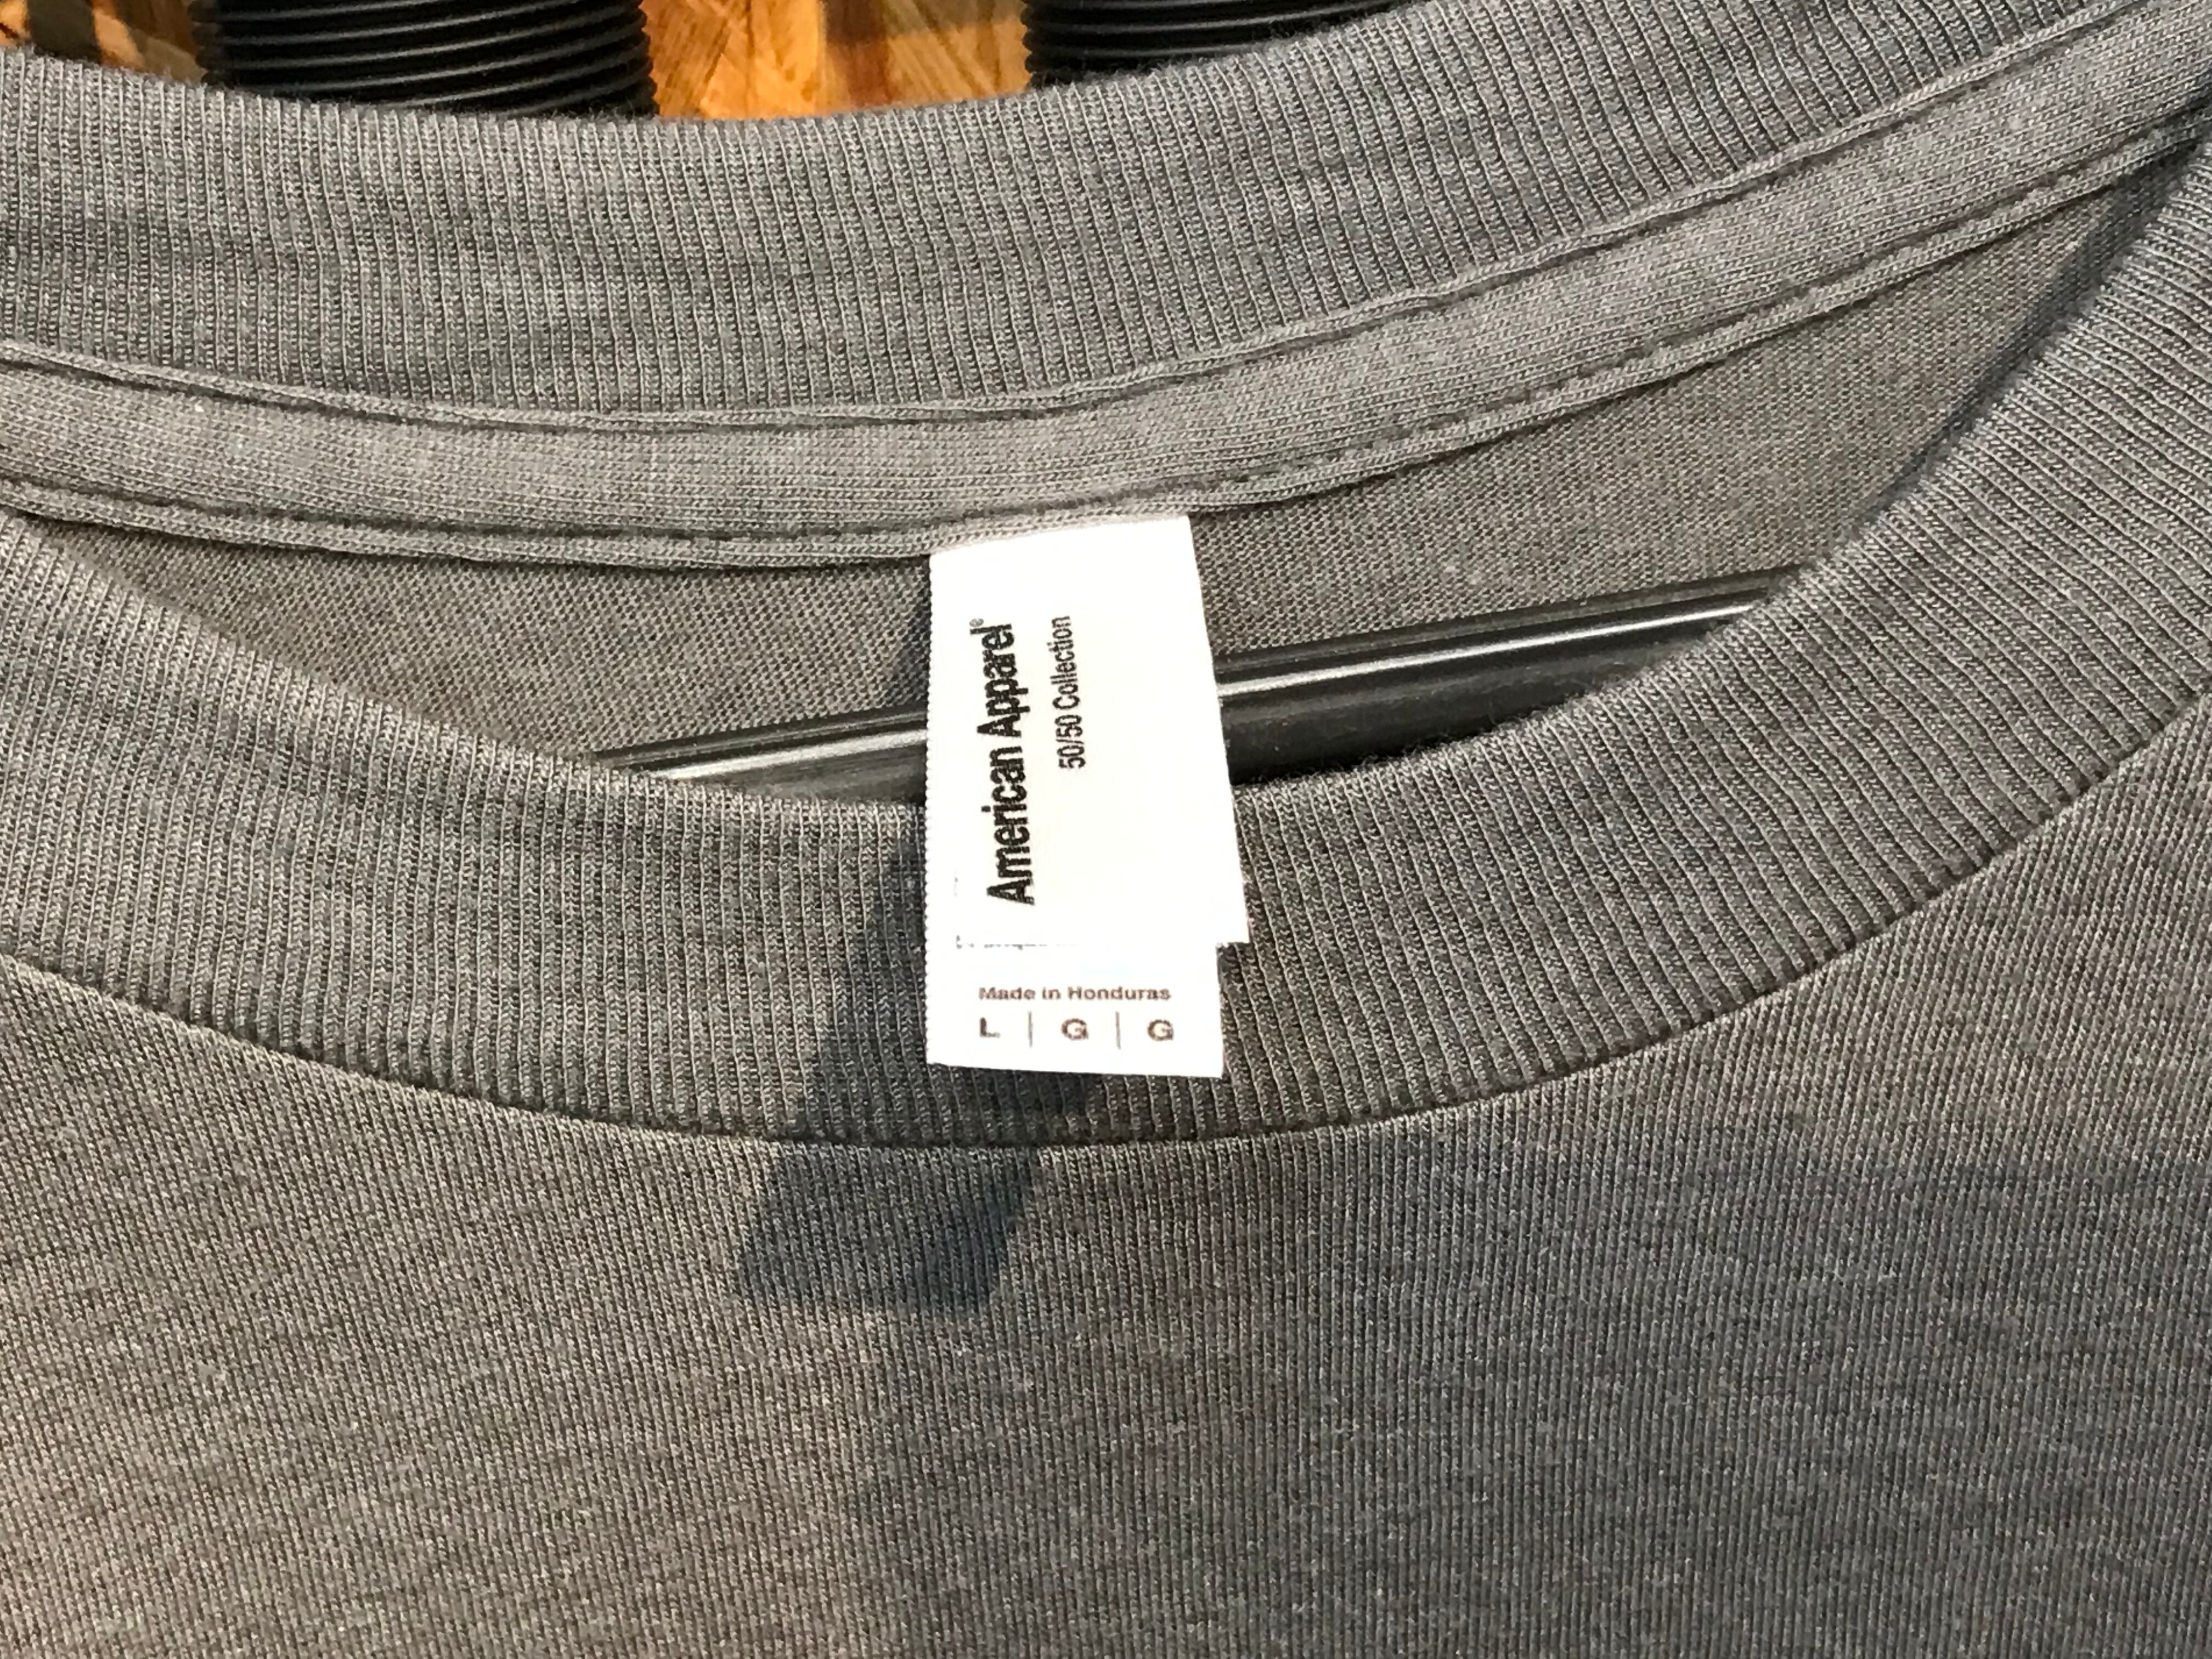 American Apparel®
50/50 Collection
Made in Honduras
L | G | G